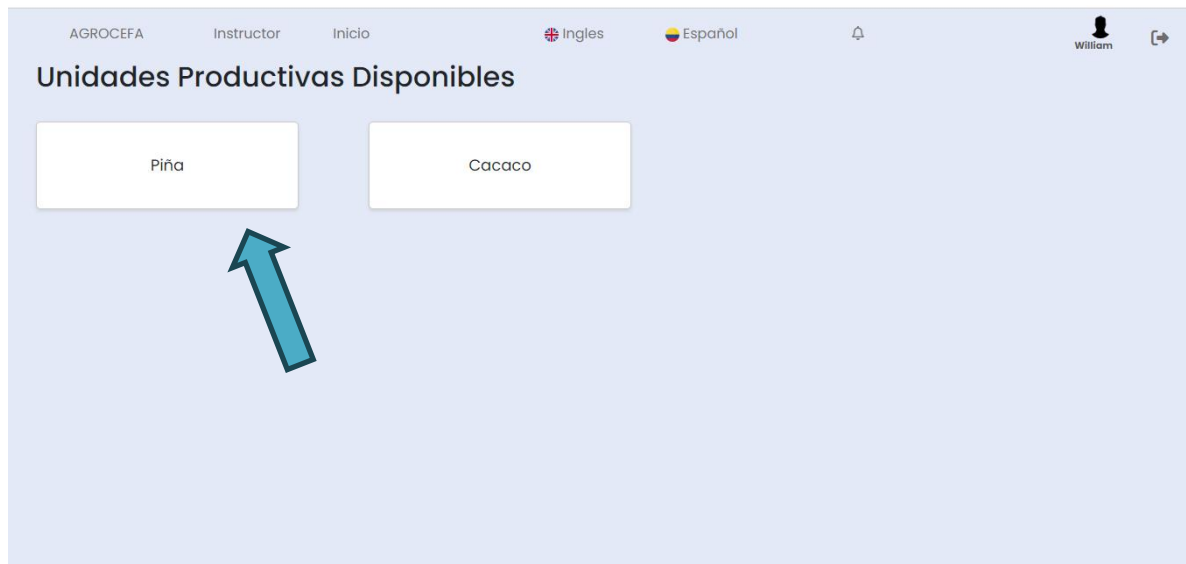 AGROCEFA Instructor Inicio Ingles Español William
Unidades Productivas Disponibles
Piña Cacaco